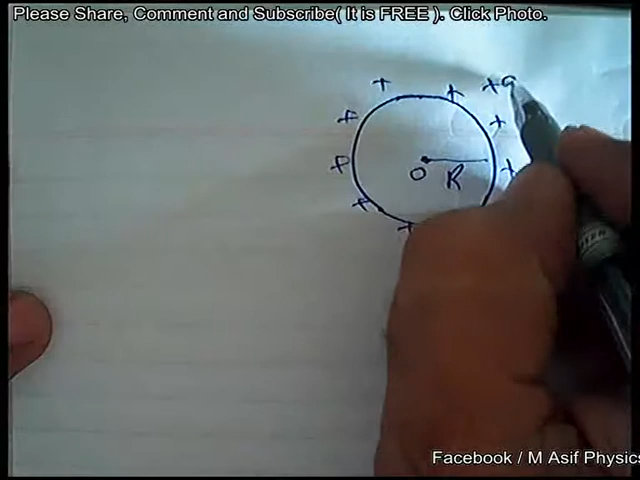 Please Share, Comment and Subscribe( It is FREE ). Click Photo.
+ + +
+ +
+ O R +
+
+
Facebook / M Asif Physics